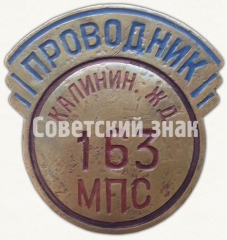 ПРОВОДНИК
КАЛИНИН. Ж.Д.
Советский знак
163
МПС